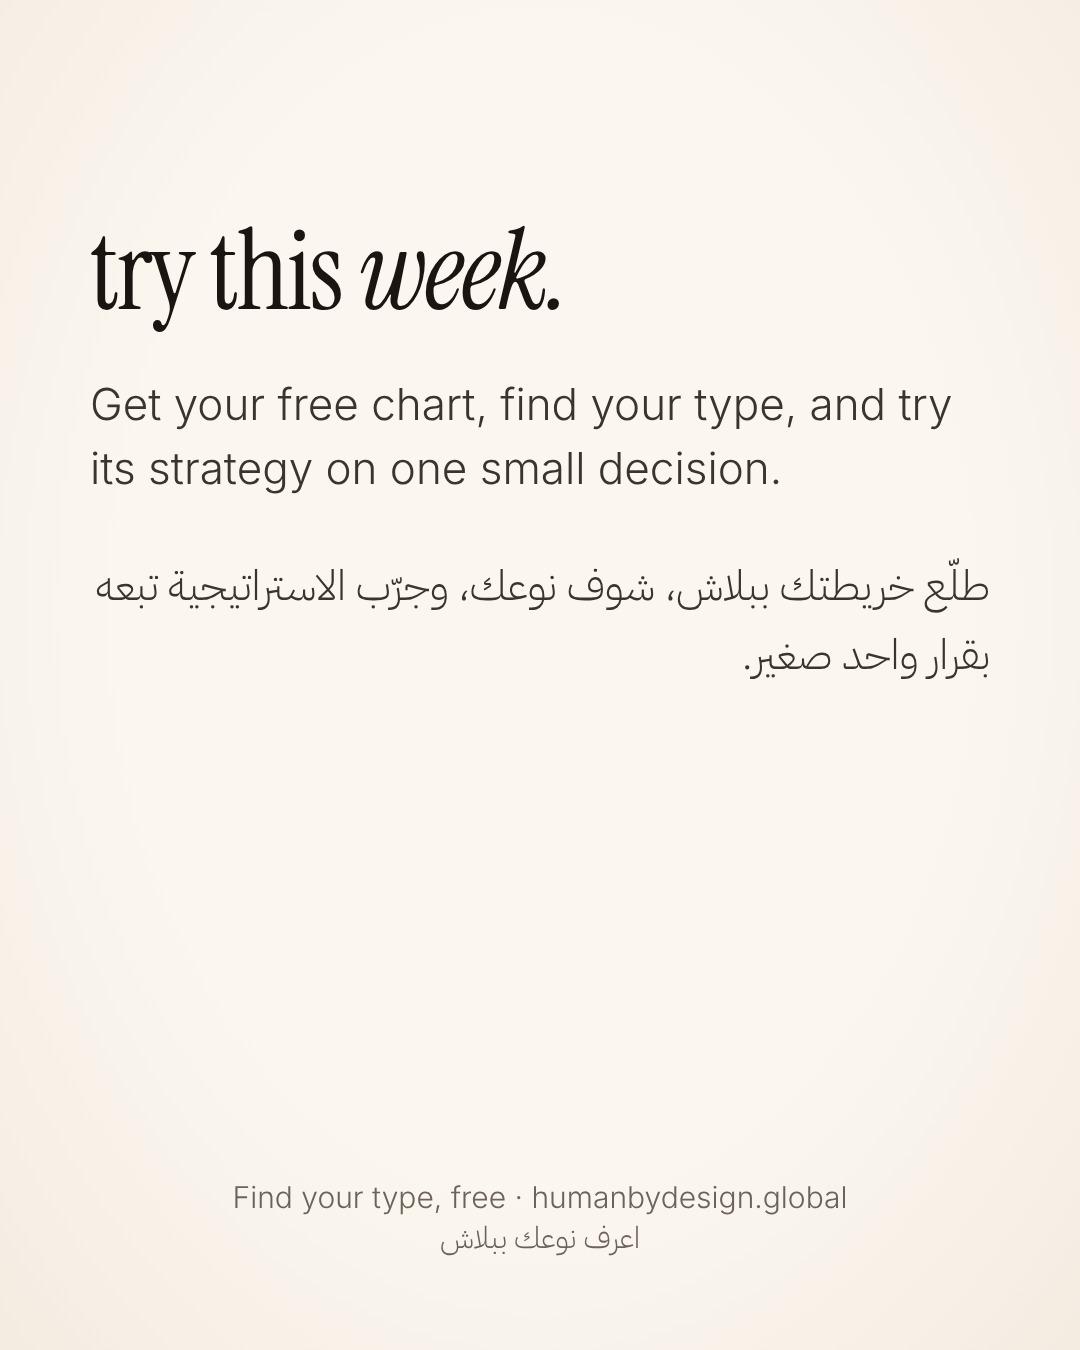 try this week.
Get your free chart, find your type, and try
its strategy on one small decision.
طلّع خريطتك ببلاش، شوف نوعك، وجرّب الاستراتيجية تبعه
بقرار واحد صغير.
Find your type, free · humanbydesign.global
اعرف نوعك ببلاش